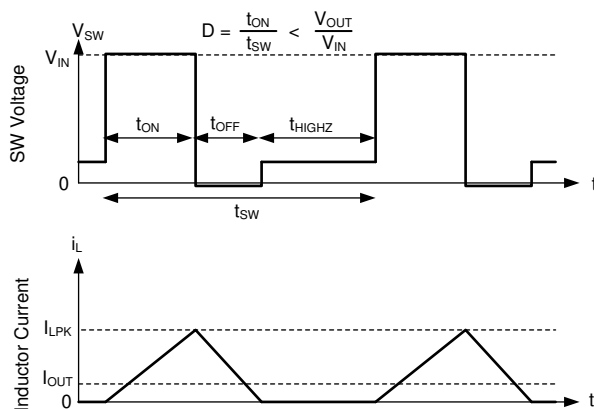 V_SW
D = t_ON / t_SW < V_OUT / V_IN
V_IN
SW Voltage
t_ON
t_OFF
t_HIGHZ
0
t
t_SW
i_L
Inductor Current
I_LPK
I_OUT
0
t